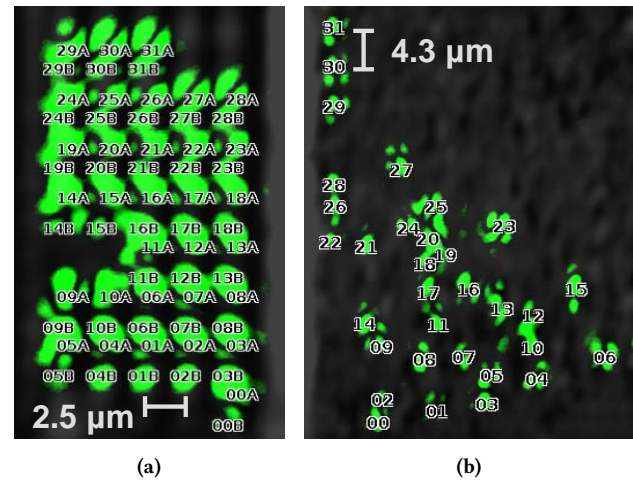 29A 30A 31A
29B 30B 31B
24A 25A 26A 27A 28A
24B 25B 26B 27B 28B
19A 20A 21A 22A 23A
19B 20B 21B 22B 23B
14A 15A 16A 17A 18A
14B 15B 16B 17B 18B
11A 12A 13A
11B 12B 13B
09A 10A 06A 07A 08A
09B 10B 06B 07B 08B
05A 04A 01A 02A 03A
05B 04B 01B 02B 03B
00A
2.5 µm
00B
(a)
31
4.3 µm
30
29
27
28
26 25
24 23
22 21 20
19
18
17 16 15
13
14 11 12
09 10
08 07 06
05 04
02 01 03
00
(b)